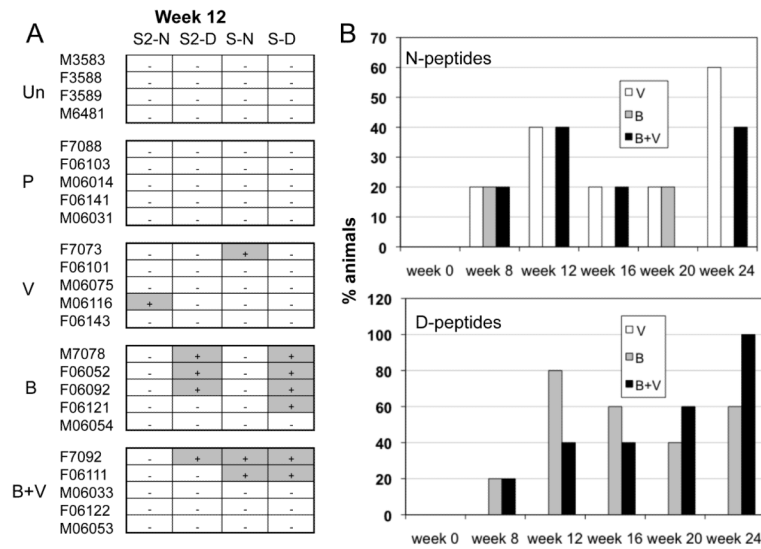 A
Week 12
S2-N S2-D S-N S-D
Un
M3583 - - - -
F3588 - - - -
F3589 - - - -
M6481 - - - -
P
F7088 - - - -
F06103 - - - -
M06014 - - - -
F06141 - - - -
M06031 - - - -
V
F7073 - - + -
F06101 - - - -
M06075 - - - -
M06116 + - - -
F06143 - - - -
B
M7078 - + - +
F06052 - + - +
F06092 - + - +
F06121 - - - +
M06054 - - - -
B+V
F7092 - + + +
F06111 - - + +
M06033 - - - -
F06122 - - - -
M06053 - - - -
B
% animals
N-peptides
70
60
50
40
30
20
10
0
V
B
B+V
week 0 week 8 week 12 week 16 week 20 week 24
D-peptides
120
100
80
60
40
20
0
V
B
B+V
week 0 week 8 week 12 week 16 week 20 week 24